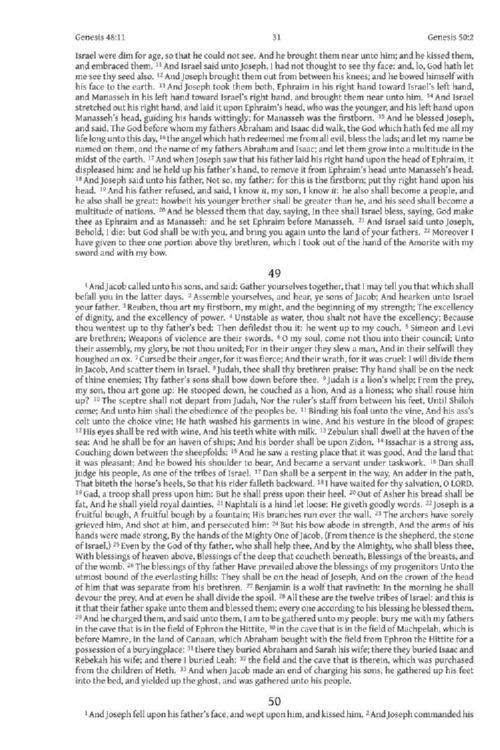 Genesis 48:11 31 Genesis 50:2
Israel were dim for age, so that he could not see. And he brought them near unto him; and he kissed them,
and embraced them. 11 And Israel said unto Joseph, I had not thought to see thy face: and, lo, God hath let
me see thy seed also. 12 And Joseph brought them out from between his knees; and he bowed himself with
his face to the earth. 13 And Joseph took them both, Ephraim in his right hand toward Israel's left hand,
and Manasseh in his left hand toward Israel's right hand, and brought them near unto him. 14 And Israel
stretched out his right hand, and laid it upon Ephraim's head, who was the younger, and his left hand upon
Manasseh's head, guiding his hands wittingly; for Manasseh was the firstborn. 15 And he blessed Joseph,
and said, The God before whom my fathers Abraham and Isaac did walk, the God which hath fed me all my
life long unto this day, 16 the angel which hath redeemed me from all evil, bless the lads; and let my name be
named on them, and the name of my fathers Abraham and Isaac; and let them grow into a multitude in the
midst of the earth. 17 And when Joseph saw that his father laid his right hand upon the head of Ephraim, it
displeased him: and he held up his father's hand, to remove it from Ephraim's head unto Manasseh's head.
18 And Joseph said unto his father, Not so, my father: for this is the firstborn; put thy right hand upon his
head. 19 And his father refused, and said, I know it, my son, I know it: he also shall become a people, and
he also shall be great: howbeit his younger brother shall be greater than he, and his seed shall become a
multitude of nations. 20 And he blessed them that day, saying, In thee shall Israel bless, saying, God make
thee as Ephraim and as Manasseh: and he set Ephraim before Manasseh. 21 And Israel said unto Joseph,
Behold, I die: but God shall be with you, and bring you again unto the land of your fathers. 22 Moreover I
have given to thee one portion above thy brethren, which I took out of the hand of the Amorite with my
sword and with my bow.
49
1 And Jacob called unto his sons, and said: Gather yourselves together, that I may tell you that which shall
befall you in the latter days. 2 Assemble yourselves, and hear, ye sons of Jacob; And hearken unto Israel
your father. 3 Reuben, thou art my firstborn, my might, and the beginning of my strength; The excellency
of dignity, and the excellency of power. 4 Unstable as water, thou shalt not have the excellency; Because
thou wentest up to thy father's bed: Then defiledst thou it: he went up to my couch. 5 Simeon and Levi
are brethren; Weapons of violence are their swords. 6 O my soul, come not thou into their council; Unto
their assembly, my glory, be not thou united; For in their anger they slew a man, And in their selfwill they
houghed an ox. 7 Cursed be their anger, for it was fierce; And their wrath, for it was cruel: I will divide them
in Jacob, And scatter them in Israel. 8 Judah, thee shall thy brethren praise: Thy hand shall be on the neck
of thine enemies; Thy father's sons shall bow down before thee. 9 Judah is a lion's whelp; From the prey,
my son, thou art gone up: He stooped down, he couched as a lion, And as a lioness; who shall rouse him
up? 10 The sceptre shall not depart from Judah, Nor the ruler's staff from between his feet, Until Shiloh
come; And unto him shall the obedience of the peoples be. 11 Binding his foal unto the vine, And his ass's
colt unto the choice vine; He hath washed his garments in wine, And his vesture in the blood of grapes:
12 His eyes shall be red with wine, And his teeth white with milk. 13 Zebulun shall dwell at the haven of the
sea: And he shall be for an haven of ships; And his border shall be upon Zidon. 14 Issachar is a strong ass,
Couching down between the sheepfolds: 15 And he saw a resting place that it was good, And the land that
it was pleasant; And he bowed his shoulder to bear, And became a servant under taskwork. 16 Dan shall
judge his people, As one of the tribes of Israel. 17 Dan shall be a serpent in the way, An adder in the path,
That biteth the horse's heels, So that his rider falleth backward. 18 I have waited for thy salvation, O LORD.
19 Gad, a troop shall press upon him: But he shall press upon their heel. 20 Out of Asher his bread shall be
fat, And he shall yield royal dainties. 21 Naphtali is a hind let loose: He giveth goodly words. 22 Joseph is a
fruitful bough, A fruitful bough by a fountain; His branches run over the wall. 23 The archers have sorely
grieved him, And shot at him, and persecuted him: 24 But his bow abode in strength, And the arms of his
hands were made strong, By the hands of the Mighty One of Jacob, (From thence is the shepherd, the stone
of Israel,) 25 Even by the God of thy father, who shall help thee, And by the Almighty, who shall bless thee,
With blessings of heaven above, Blessings of the deep that coucheth beneath, Blessings of the breasts, and
of the womb. 26 The blessings of thy father Have prevailed above the blessings of my progenitors Unto the
utmost bound of the everlasting hills: They shall be on the head of Joseph, And on the crown of the head
of him that was separate from his brethren. 27 Benjamin is a wolf that ravineth: In the morning he shall
devour the prey, And at even he shall divide the spoil. 28 All these are the twelve tribes of Israel: and this is
it that their father spake unto them and blessed them; every one according to his blessing he blessed them.
29 And he charged them, and said unto them, I am to be gathered unto my people: bury me with my fathers
in the cave that is in the field of Ephron the Hittite, 30 in the cave that is in the field of Machpelah, which is
before Mamre, in the land of Canaan, which Abraham bought with the field from Ephron the Hittite for a
possession of a buryingplace: 31 there they buried Abraham and Sarah his wife; there they buried Isaac and
Rebekah his wife; and there I buried Leah: 32 the field and the cave that is therein, which was purchased
from the children of Heth. 33 And when Jacob made an end of charging his sons, he gathered up his feet
into the bed, and yielded up the ghost, and was gathered unto his people.
50
1 And Joseph fell upon his father's face, and wept upon him, and kissed him. 2 And Joseph commanded his